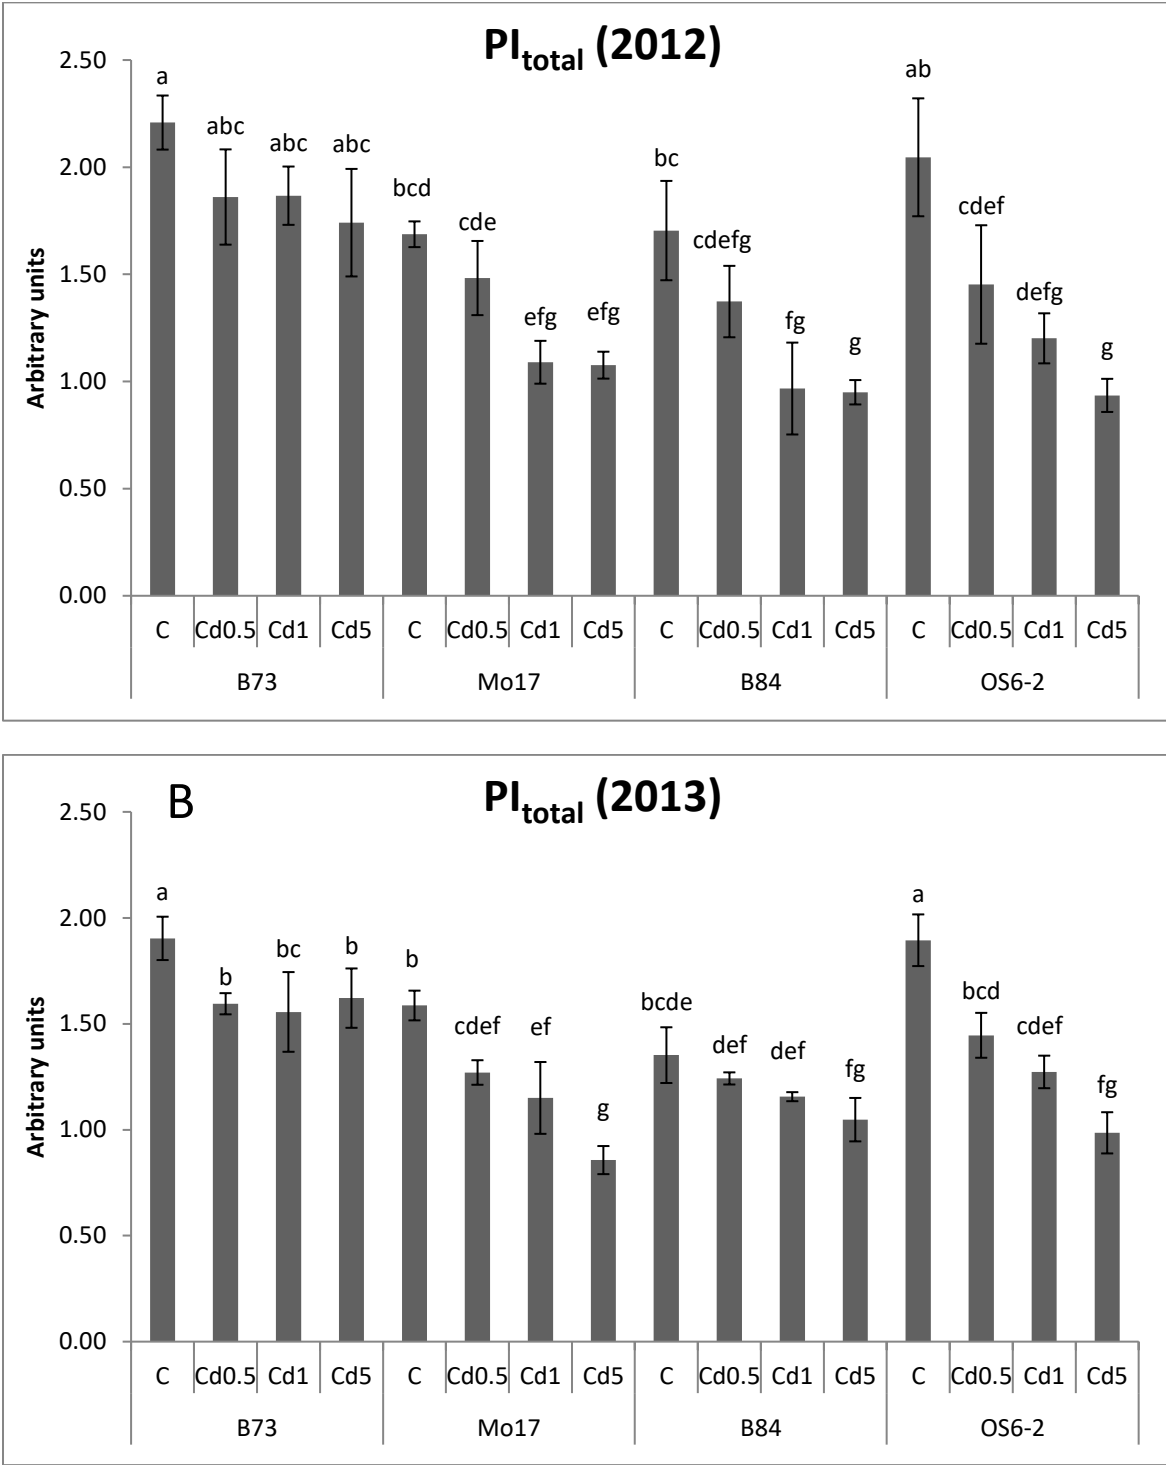 PItotal (2012)
2.50
2.00
1.50
1.00
0.50
0.00
Arbitrary units
a abc abc abc bcd cde efg efg bc cdefg fg g ab cdef defg g
C Cd0.5 Cd1 Cd5 C Cd0.5 Cd1 Cd5 C Cd0.5 Cd1 Cd5 C Cd0.5 Cd1 Cd5
B73 Mo17 B84 OS6-2
B PItotal (2013)
2.50
2.00
1.50
1.00
0.50
0.00
Arbitrary units
a b bc b b cdef ef g bcde def def fg a bcd cdef fg
C Cd0.5 Cd1 Cd5 C Cd0.5 Cd1 Cd5 C Cd0.5 Cd1 Cd5 C Cd0.5 Cd1 Cd5
B73 Mo17 B84 OS6-2